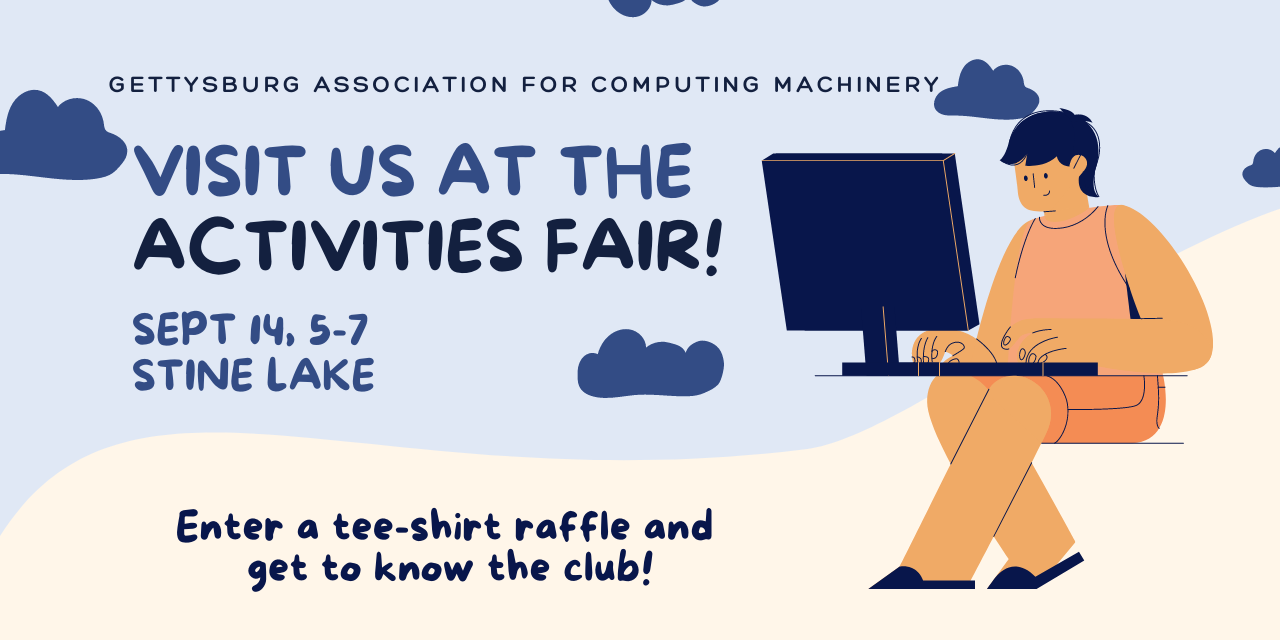 GETTYSBURG ASSOCIATION FOR COMPUTING MACHINERY
VISIT US AT THE
ACTIVITIES FAIR!
SEPT 14, 5-7
STINE LAKE
Enter a tee-shirt raffle and
get to know the club!